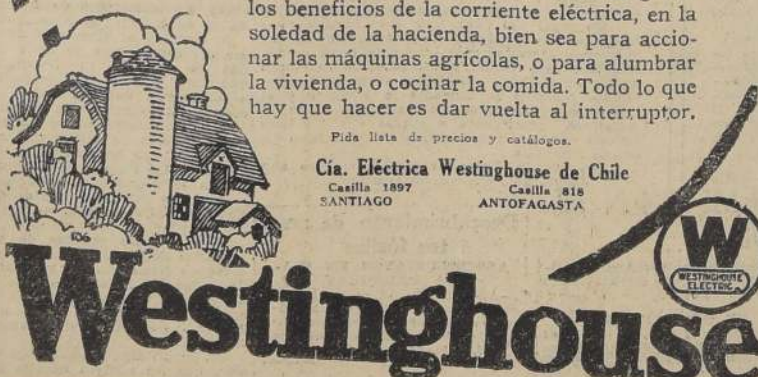 los beneficios de la corriente eléctrica, en la
soledad de la hacienda, bien sea para accio-
nar las máquinas agrícolas, o para alumbrar
la vivienda, o cocinar la comida. Todo lo que
hay que hacer es dar vuelta al interruptor.
Pida lista de precios y catálogos.
Cía. Eléctrica Westinghouse de Chile
Casilla 1897 Casilla 818
SANTIAGO ANTOFAGASTA
106
W
WESTINGHOUSE
ELECTRIC
Westinghouse